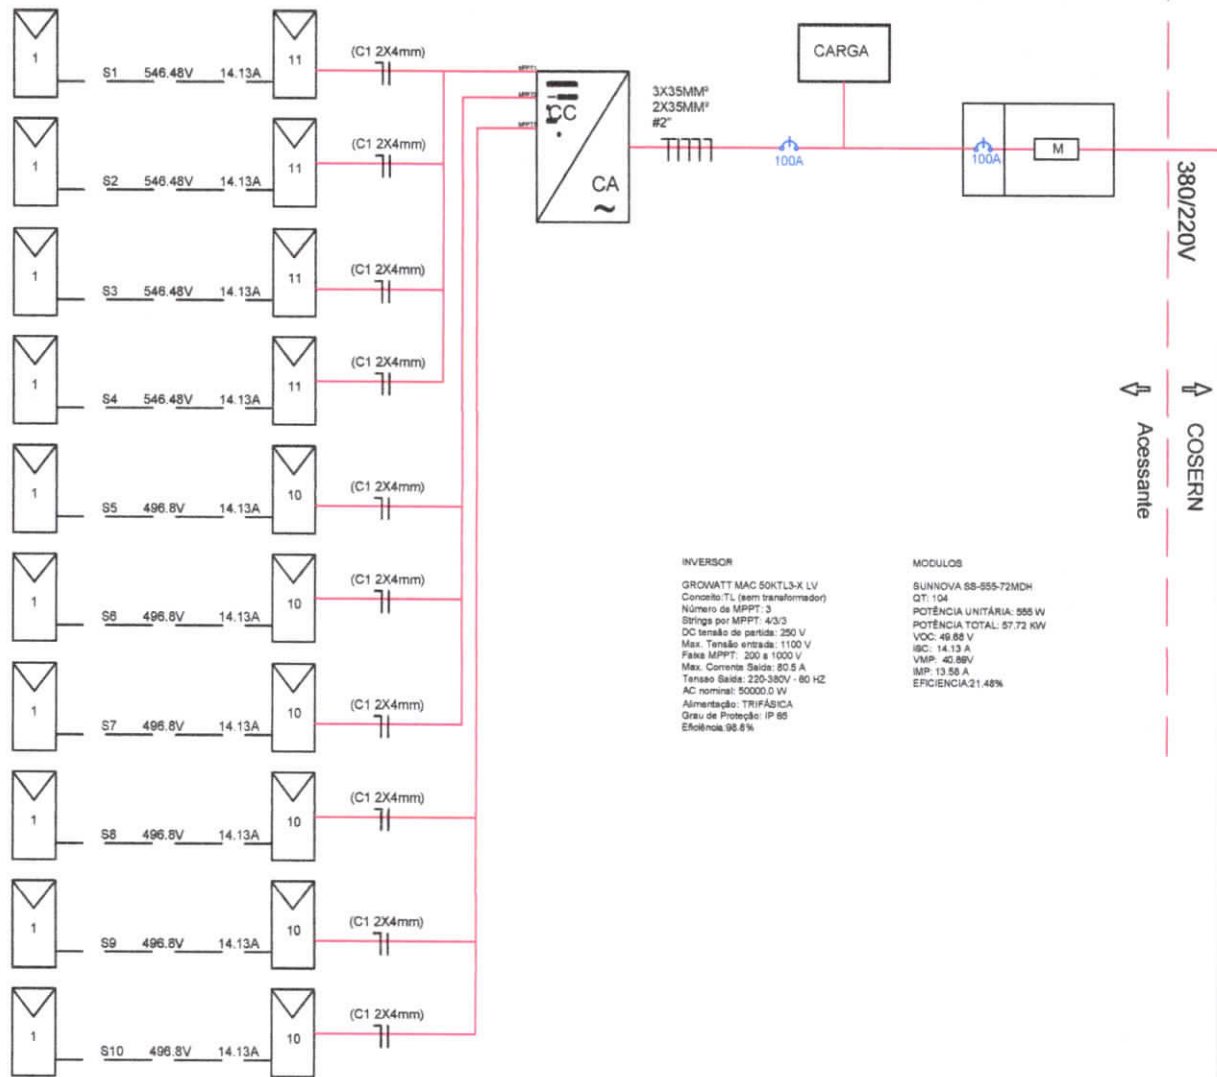 1
S1 546.48V 14.13A
11
(C1 2X4mm)
1
S2 546.48V 14.13A
11
(C1 2X4mm)
1
S3 546.48V 14.13A
11
(C1 2X4mm)
1
S4 546.48V 14.13A
11
(C1 2X4mm)
1
S5 496.8V 14.13A
10
(C1 2X4mm)
1
S6 496.8V 14.13A
10
(C1 2X4mm)
1
S7 496.8V 14.13A
10
(C1 2X4mm)
1
S8 496.8V 14.13A
10
(C1 2X4mm)
1
S9 496.8V 14.13A
10
(C1 2X4mm)
1
S10 496.8V 14.13A
10
(C1 2X4mm)
MPPT1
MPPT2
MPPT3
CC
CA
~
3X35MM²
2X35MM²
#2"
100A
CARGA
100A
M
380/220V
Acessante
COSERN
INVERSOR
GROWATT MAC 50KTL3-X LV
Conceito:TL (sem transformador)
Número de MPPT: 3
Strings por MPPT: 4/3/3
DC tensão de partida: 250 V
Max. Tensão entrada: 1100 V
Faixa MPPT: 200 a 1000 V
Max. Corrente Saída: 80.5 A
Tensao Saída: 220-380V - 60 HZ
AC nominal: 50000.0 W
Alimentação: TRIFÁSICA
Grau de Proteção: IP 65
Eficiência:98.8%
MODULOS
SUNNOVA SS-555-72MDH
QT: 104
POTÊNCIA UNITÁRIA: 555 W
POTÊNCIA TOTAL: 57.72 KW
VOC: 49.68 V
ISC: 14.13 A
VMP: 40.89V
IMP: 13.58 A
EFICIENCIA:21.48%